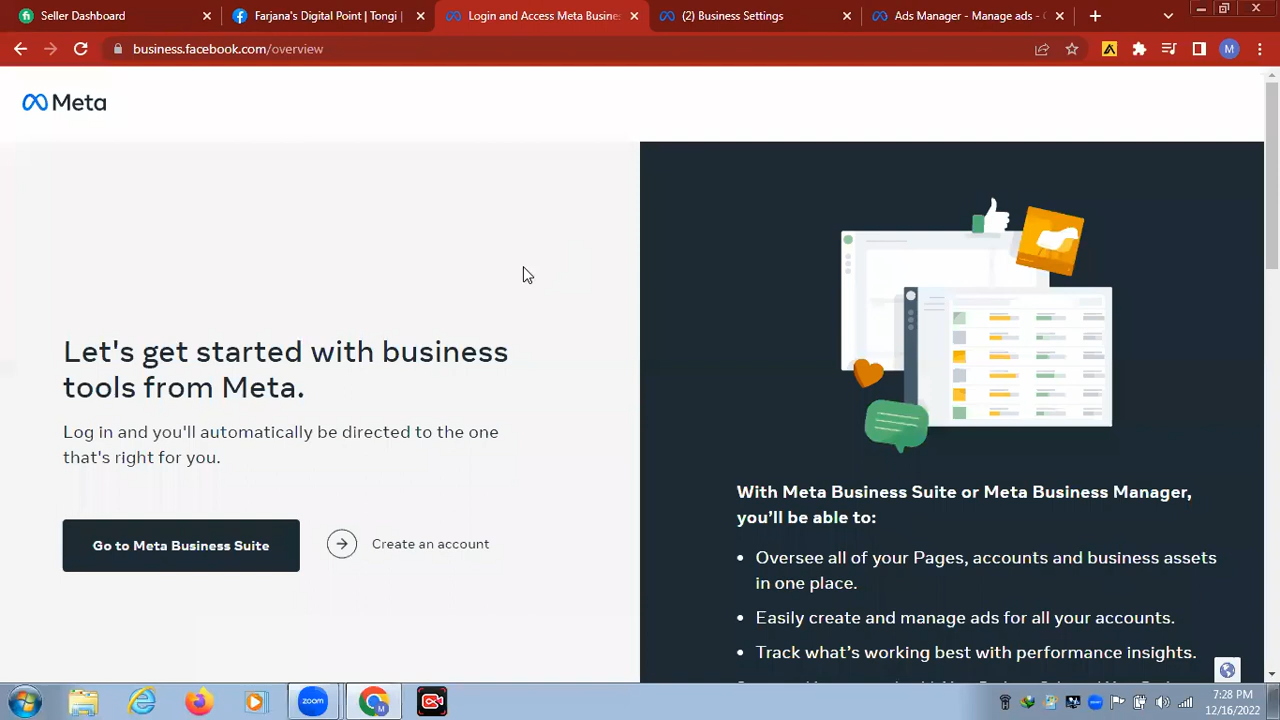 Seller Dashboard
Farjana's Digital Point | Tongi |
Login and Access Meta Busine
(2) Business Settings
Ads Manager - Manage ads -
business.facebook.com/overview
M
Meta
Let's get started with business
tools from Meta.
Log in and you'll automatically be directed to the one
that's right for you.
Go to Meta Business Suite
Create an account
With Meta Business Suite or Meta Business Manager,
you'll be able to:
• Oversee all of your Pages, accounts and business assets
in one place.
• Easily create and manage ads for all your accounts.
• Track what's working best with performance insights.
zoom
M
7:28 PM
12/16/2022